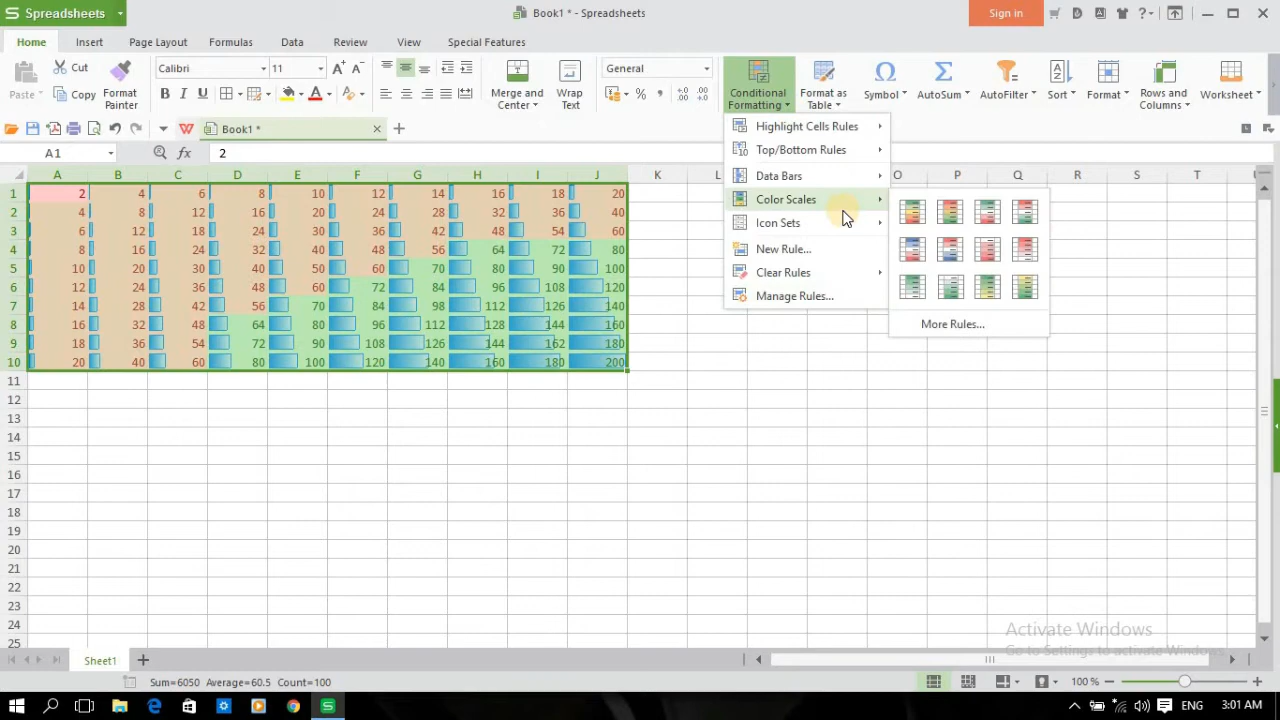 Spreadsheets
Book1 * - Spreadsheets
Sign in
Home Insert Page Layout Formulas Data Review View Special Features
Paste Cut Copy Format Painter
Calibri 11
B I U
Merge and Center
Wrap Text
General
Conditional Formatting
Format as Table
Symbol
AutoSum
AutoFilter
Sort
Format
Rows and Columns
Worksheet
Book1 *
A1 fx 2
A B C D E F G H I J K L O P Q R S T
1 2 4 6 8 10 12 14 16 18 20
2 4 8 12 16 20 24 28 32 36 40
3 6 12 18 24 30 36 42 48 54 60
4 8 16 24 32 40 48 56 64 72 80
5 10 20 30 40 50 60 70 80 90 100
6 12 24 36 48 60 72 84 96 108 120
7 14 28 42 56 70 84 98 112 126 140
8 16 32 48 64 80 96 112 128 144 160
9 18 36 54 72 90 108 126 144 162 180
10 20 40 60 80 100 120 140 160 180 200
11
12
13
14
15
16
17
18
19
20
21
22
23
24
25
Highlight Cells Rules
Top/Bottom Rules
Data Bars
Color Scales
Icon Sets
New Rule...
Clear Rules
Manage Rules...
More Rules...
Activate Windows
Go to Settings to activate Windows.
Sheet1
Sum=6050 Average=60.5 Count=100
100 %
ENG 3:01 AM